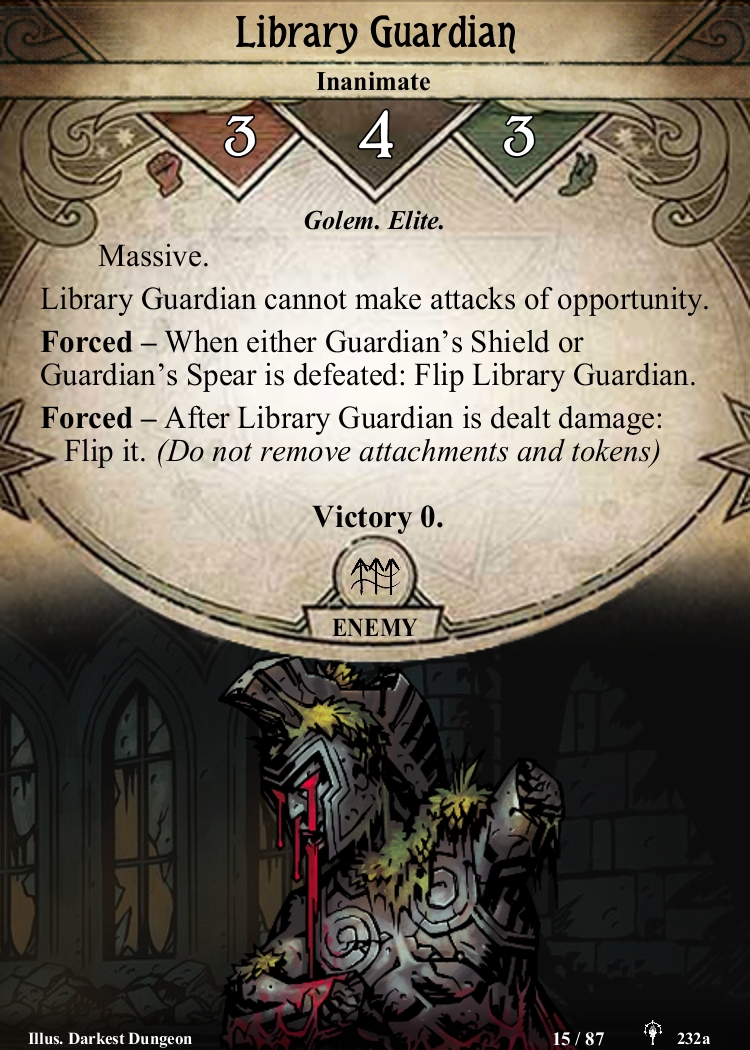 Library Guardian
Inanimate
3 4 3
Golem. Elite.
Massive.
Library Guardian cannot make attacks of opportunity.
Forced – When either Guardian’s Shield or
Guardian’s Spear is defeated: Flip Library Guardian.
Forced – After Library Guardian is dealt damage:
Flip it. (Do not remove attachments and tokens)
Victory 0.
ENEMY
Illus. Darkest Dungeon 15 / 87 232a